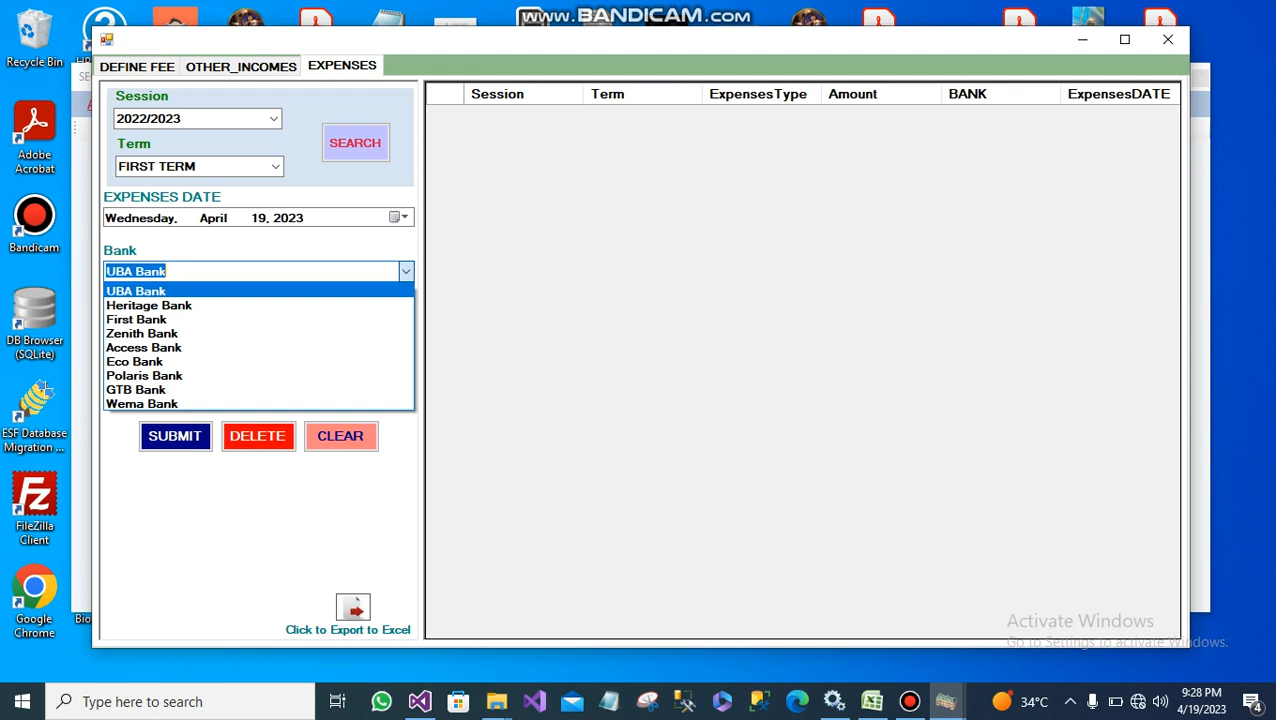 www.BANDICAM.com
Recycle Bin
DEFINE FEE OTHER_INCOMES EXPENSES
Session
2022/2023
Term
FIRST TERM
SEARCH
EXPENSES DATE
Wednesday, April 19, 2023
Bank
UBA Bank
UBA Bank
Heritage Bank
First Bank
Zenith Bank
Access Bank
Eco Bank
Polaris Bank
GTB Bank
Wema Bank
SUBMIT DELETE CLEAR
Click to Export to Excel
Session Term ExpensesType Amount BANK ExpensesDATE
Adobe
Acrobat
Bandicam
DB Browser
(SQLite)
ESF Database
Migration ...
FileZilla
Client
Google
Chrome
Activate Windows
Go to Settings to activate Windows.
Type here to search
34°C
9:28 PM
4/19/2023
4